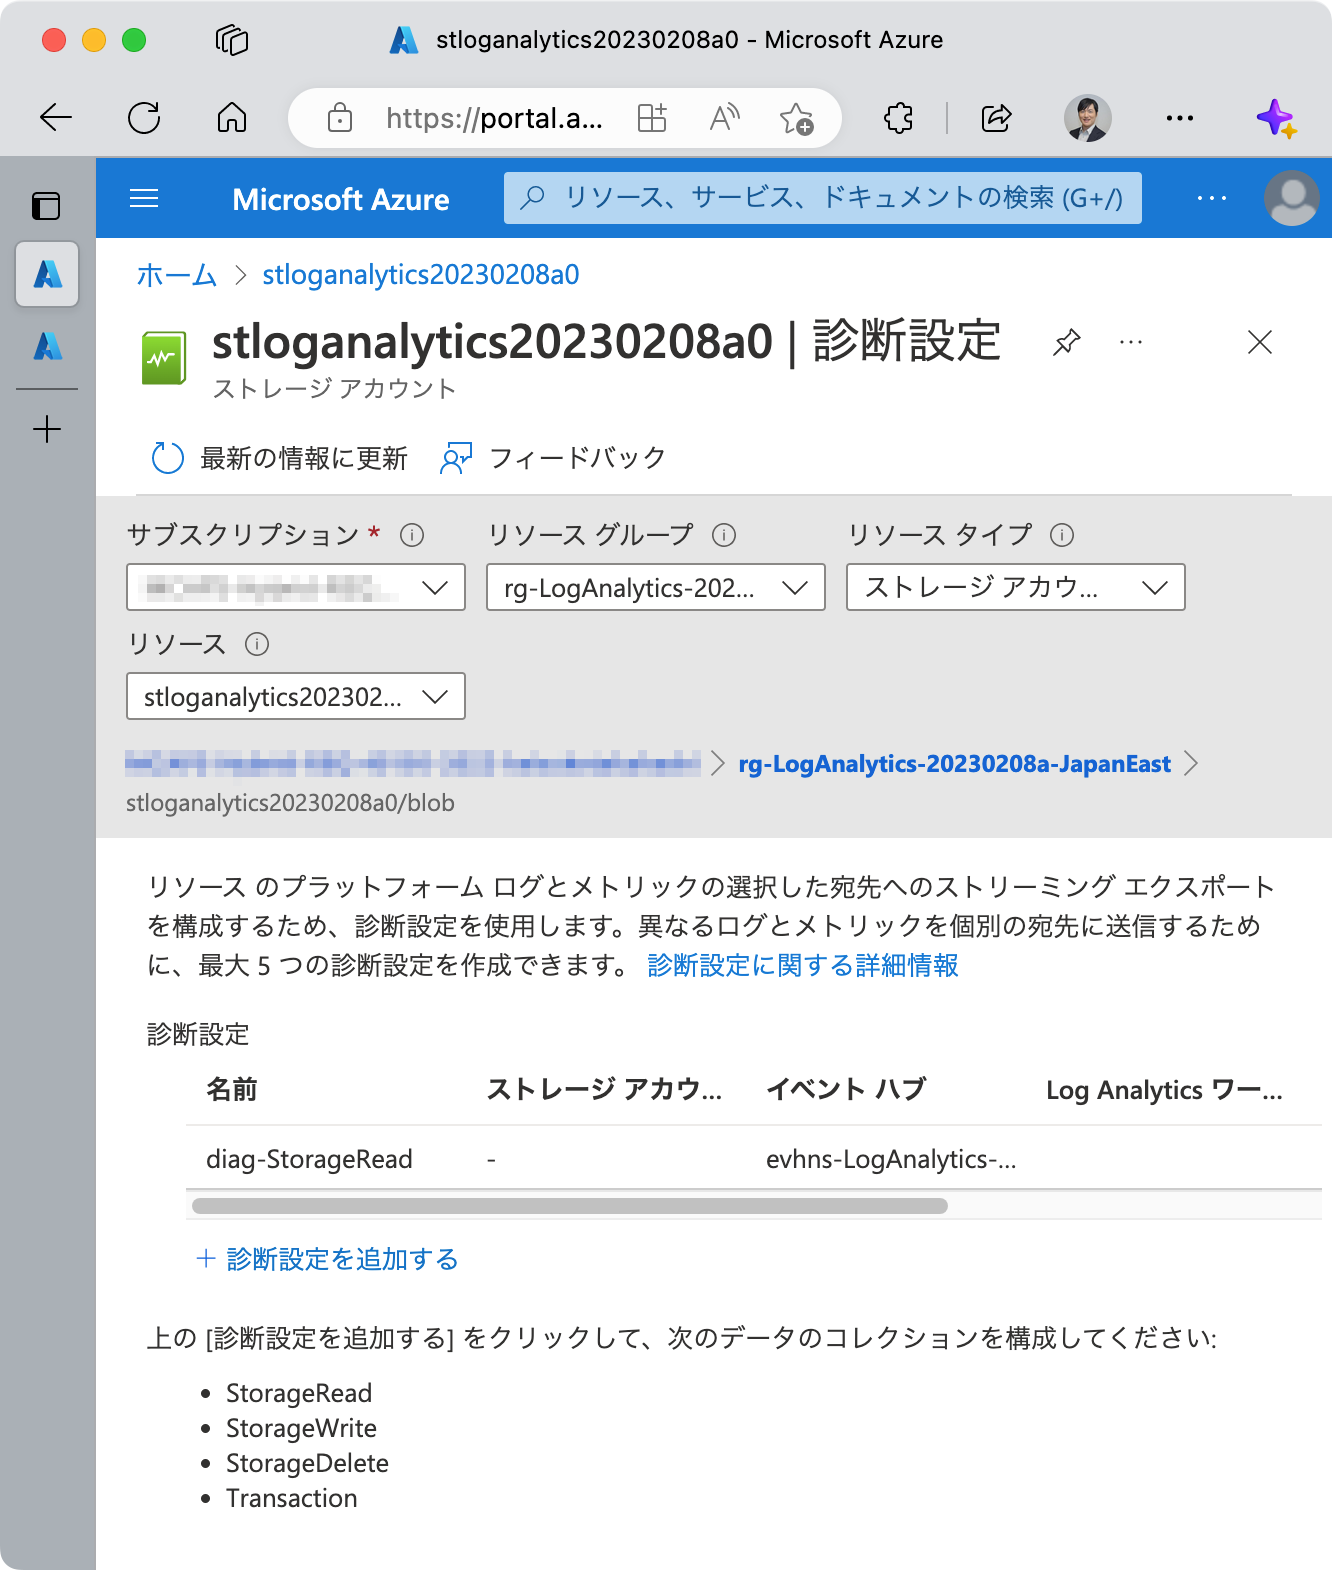 stloganalytics20230208a0 - Microsoft Azure
https://portal.a...
Microsoft Azure
リソース、サービス、ドキュメントの検索 (G+/)
ホーム > stloganalytics20230208a0
stloganalytics20230208a0 | 診断設定
ストレージ アカウント
最新の情報に更新 フィードバック
サブスクリプション * リソース グループ リソース タイプ
rg-LogAnalytics-202... ストレージ アカウ...
リソース
stloganalytics202302...
rg-LogAnalytics-20230208a-JapanEast >
stloganalytics20230208a0/blob
リソース のプラットフォーム ログとメトリックの選択した宛先へのストリーミング エクスポート
を構成するため、診断設定を使用します。異なるログとメトリックを個別の宛先に送信するため
に、最大 5 つの診断設定を作成できます。 診断設定に関する詳細情報
診断設定
名前 ストレージ アカウ... イベント ハブ Log Analytics ワー...
diag-StorageRead - evhns-LogAnalytics-...
+ 診断設定を追加する
上の [診断設定を追加する] をクリックして、次のデータのコレクションを構成してください:
• StorageRead
• StorageWrite
• StorageDelete
• Transaction